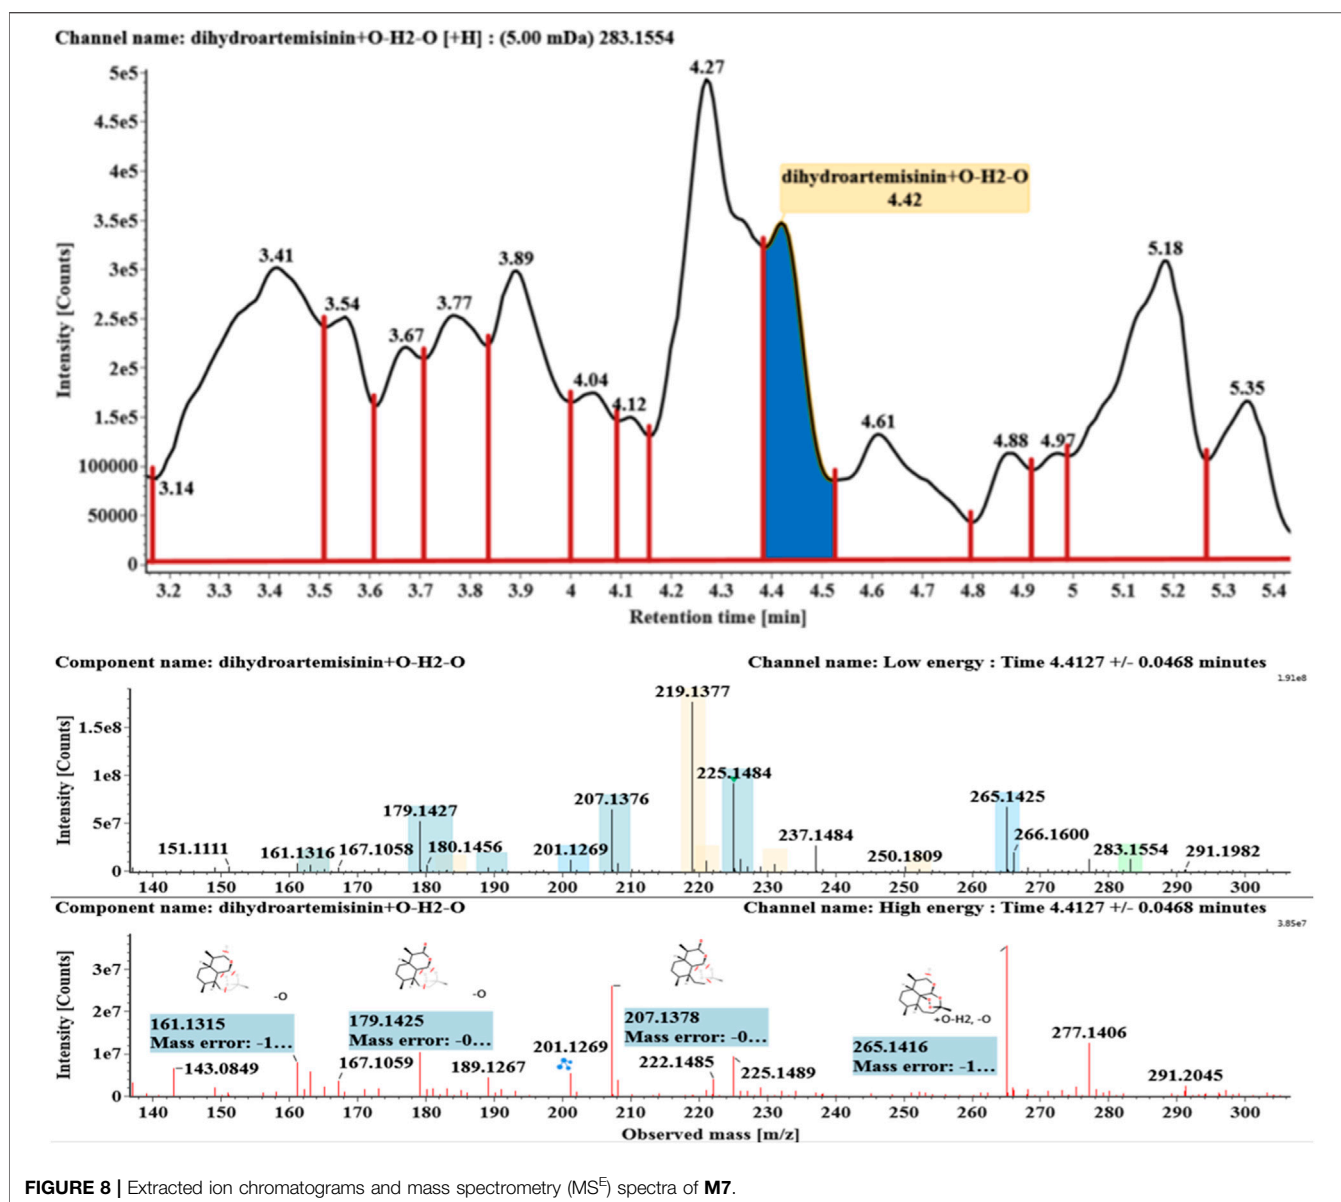 Channel name: dihydroartemisinin+O-H2-O [+H] : (5.00 mDa) 283.1554
5e5
4.5e5
4e5
3.5e5
3e5
2.5e5
2e5
1.5e5
100000
50000
0
Intensity [Counts]
3.14
3.41
3.54
3.67
3.77
3.89
4.04
4.12
4.27
dihydroartemisinin+O-H2-O
4.42
4.61
4.88
4.97
5.18
5.35
3.2 3.3 3.4 3.5 3.6 3.7 3.8 3.9 4 4.1 4.2 4.3 4.4 4.5 4.6 4.7 4.8 4.9 5 5.1 5.2 5.3 5.4
Retention time [min]
Component name: dihydroartemisinin+O-H2-O Channel name: Low energy : Time 4.4127 +/- 0.0468 minutes
1.91e8
1.5e8
1e8
5e7
0
Intensity [Counts]
151.1111
161.1316
167.1058
179.1427
180.1456
201.1269
207.1376
219.1377
225.1484
237.1484
250.1809
265.1425
266.1600
283.1554
291.1982
140 150 160 170 180 190 200 210 220 230 240 250 260 270 280 290 300
Component name: dihydroartemisinin+O-H2-O Channel name: High energy : Time 4.4127 +/- 0.0468 minutes
3.85e7
3e7
2e7
1e7
0
Intensity [Counts]
-O
161.1315
Mass error: -1...
143.0849
167.1059
-O
179.1425
Mass error: -0...
189.1267
201.1269
207.1378
Mass error: -0...
222.1485
225.1489
+O-H2, -O
265.1416
Mass error: -1...
277.1406
291.2045
140 150 160 170 180 190 200 210 220 230 240 250 260 270 280 290 300
Observed mass [m/z]
FIGURE 8 | Extracted ion chromatograms and mass spectrometry (MSE) spectra of M7.